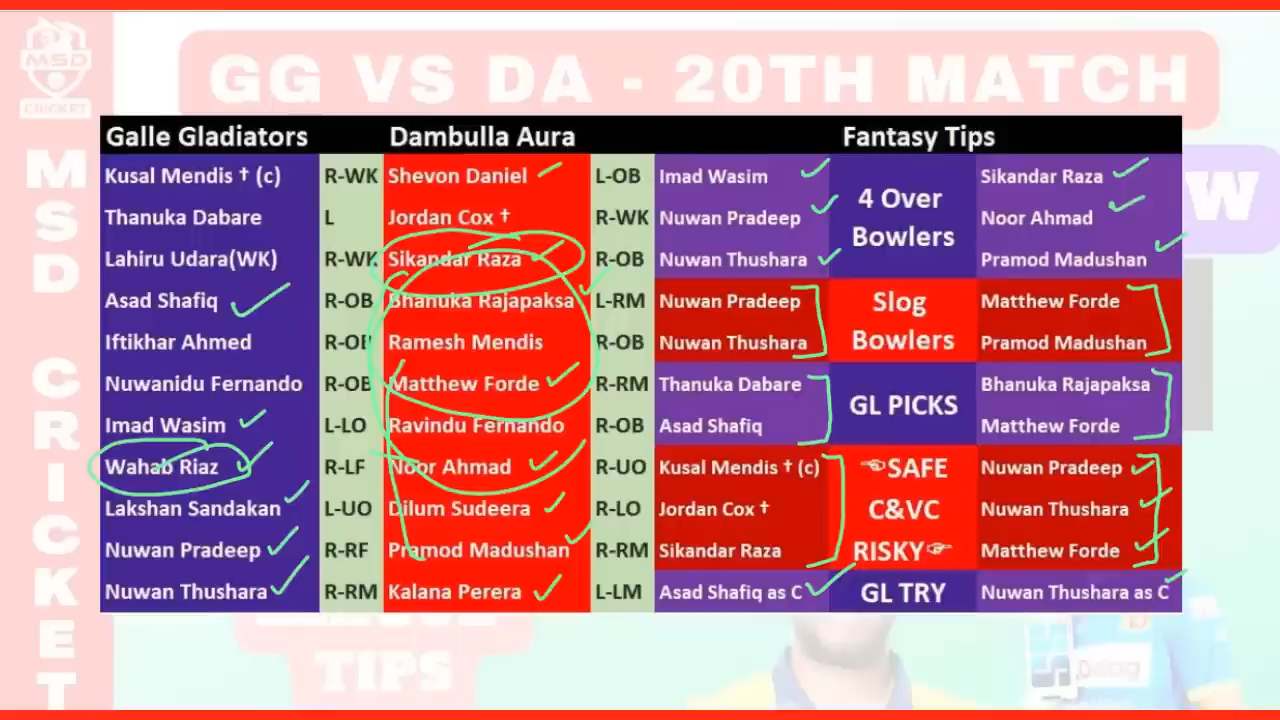 MSD
CRICKET
GG VS DA - 20TH MATCH
MSD CRICKET
W
Galle Gladiators Dambulla Aura Fantasy Tips
Kusal Mendis † (c) R-WK Shevon Daniel L-OB Imad Wasim 4 Over Bowlers Sikandar Raza
Thanuka Dabare L Jordan Cox † R-WK Nuwan Pradeep Noor Ahmad
Lahiru Udara(WK) R-WK Sikandar Raza R-OB Nuwan Thushara Pramod Madushan
Asad Shafiq R-OB Bhanuka Rajapaksa L-RM Nuwan Pradeep Slog Bowlers Matthew Forde
Iftikhar Ahmed R-OB Ramesh Mendis R-OB Nuwan Thushara Pramod Madushan
Nuwanidu Fernando R-OB Matthew Forde R-RM Thanuka Dabare GL PICKS Bhanuka Rajapaksa
Imad Wasim L-LO Ravindu Fernando R-OB Asad Shafiq Matthew Forde
Wahab Riaz R-LF Noor Ahmad R-UO Kusal Mendis † (c) ☜SAFE Nuwan Pradeep
Lakshan Sandakan L-UO Dilum Sudeera R-LO Jordan Cox † C&VC Nuwan Thushara
Nuwan Pradeep R-RF Pramod Madushan R-RM Sikandar Raza RISKY☞ Matthew Forde
Nuwan Thushara R-RM Kalana Perera L-LM Asad Shafiq as C GL TRY Nuwan Thushara as C
TIPS